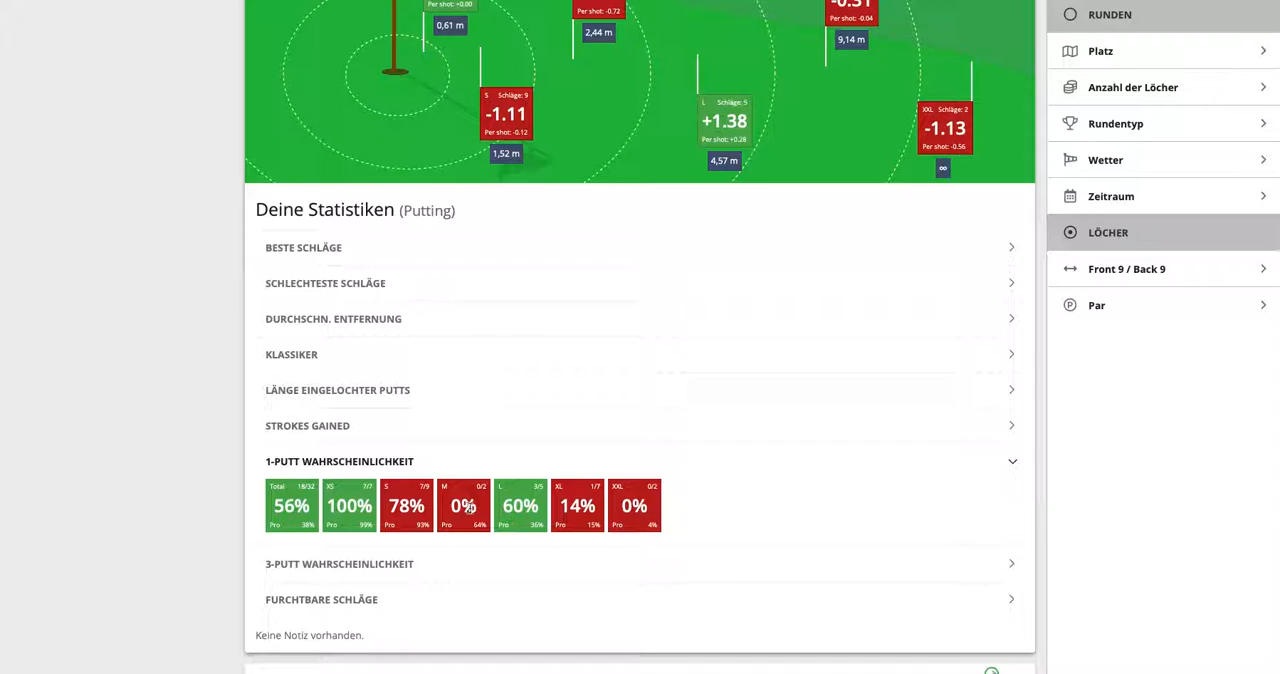 Per shot: +0.00
0,61 m
Per shot: -0.72
2,44 m
-0.31
Per shot: -0.04
9,14 m
S Schläge: 9
-1.11
Per shot: -0.12
1,52 m
L Schläge: 5
+1.38
Per shot: +0.28
4,57 m
XXL Schläge: 2
-1.13
Per shot: -0.56
∞
Deine Statistiken (Putting)
BESTE SCHLÄGE
SCHLECHTESTE SCHLÄGE
DURCHSCHN. ENTFERNUNG
KLASSIKER
LÄNGE EINGELOCHTER PUTTS
STROKES GAINED
1-PUTT WAHRSCHEINLICHKEIT
Total 18/32
56%
Pro 38%
XS 7/7
100%
Pro 99%
S 7/9
78%
Pro 93%
M 0/2
0%
Pro 64%
L 3/5
60%
Pro 36%
XL 1/7
14%
Pro 15%
XXL 0/2
0%
Pro 4%
3-PUTT WAHRSCHEINLICHKEIT
FURCHTBARE SCHLÄGE
Keine Notiz vorhanden.
RUNDEN
Platz
Anzahl der Löcher
Rundentyp
Wetter
Zeitraum
LÖCHER
Front 9 / Back 9
Par